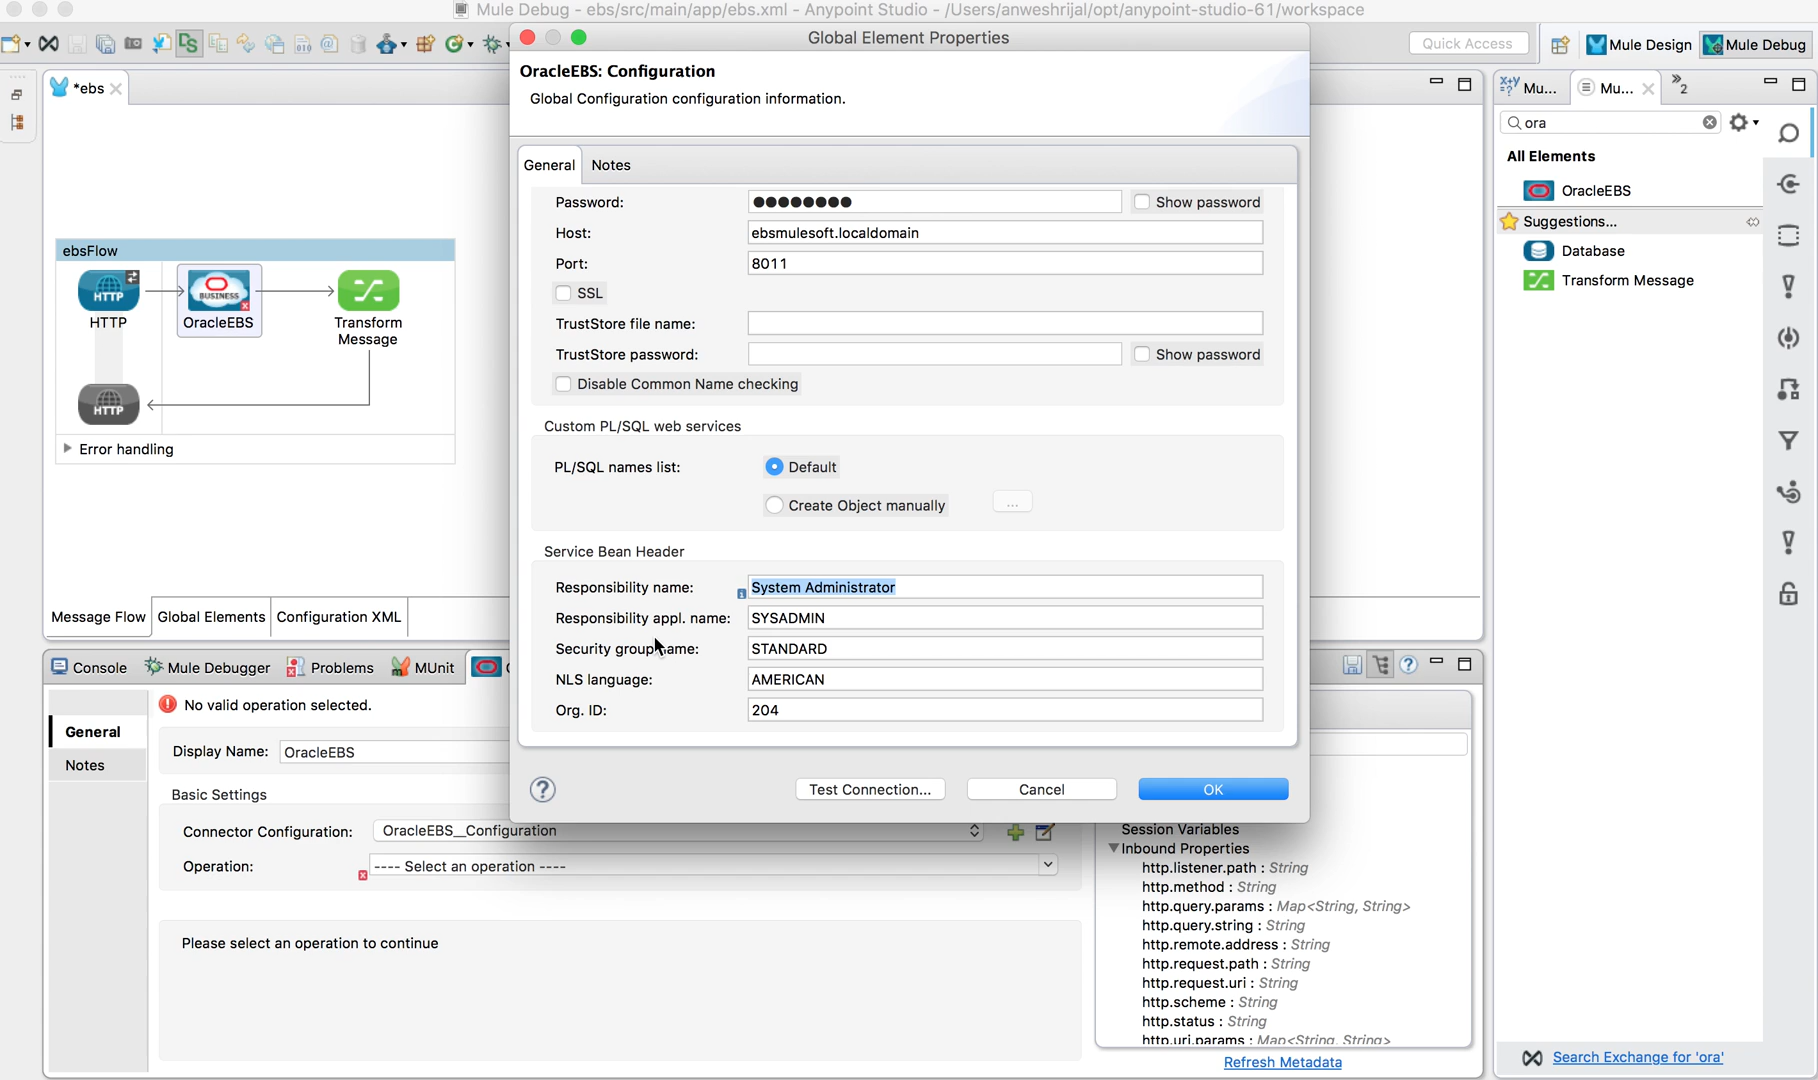 Mule Debug - ebs/src/main/app/ebs.xml - Anypoint Studio - /Users/anweshrijal/opt/anypoint-studio-61/workspace
Quick Access
Mule Design
Mule Debug
*ebs
ebsFlow
HTTP
HTTP
BUSINESS
OracleEBS
Transform
Message
HTTP
Error handling
Message Flow
Global Elements
Configuration XML
Global Element Properties
OracleEBS: Configuration
Global Configuration configuration information.
General
Notes
Password: ●●●●●●●● Show password
Host: ebsmulesoft.localdomain
Port: 8011
SSL
TrustStore file name:
TrustStore password: Show password
Disable Common Name checking
Custom PL/SQL web services
PL/SQL names list: Default
Create Object manually ...
Service Bean Header
Responsibility name: System Administrator
Responsibility appl. name: SYSADMIN
Security group name: STANDARD
NLS language: AMERICAN
Org. ID: 204
? Test Connection... Cancel OK
Mu...
Mu...
2
ora
All Elements
OracleEBS
Suggestions...
Database
Transform Message
Search Exchange for 'ora'
Console
Mule Debugger
Problems
MUnit
General
Notes
No valid operation selected.
Display Name: OracleEBS
Basic Settings
Connector Configuration: OracleEBS__Configuration
Operation: ---- Select an operation ----
Please select an operation to continue
Session Variables
Inbound Properties
http.listener.path : String
http.method : String
http.query.params : Map<String, String>
http.query.string : String
http.remote.address : String
http.request.path : String
http.request.uri : String
http.scheme : String
http.status : String
http.uri.params : Map<String, String>
Refresh Metadata